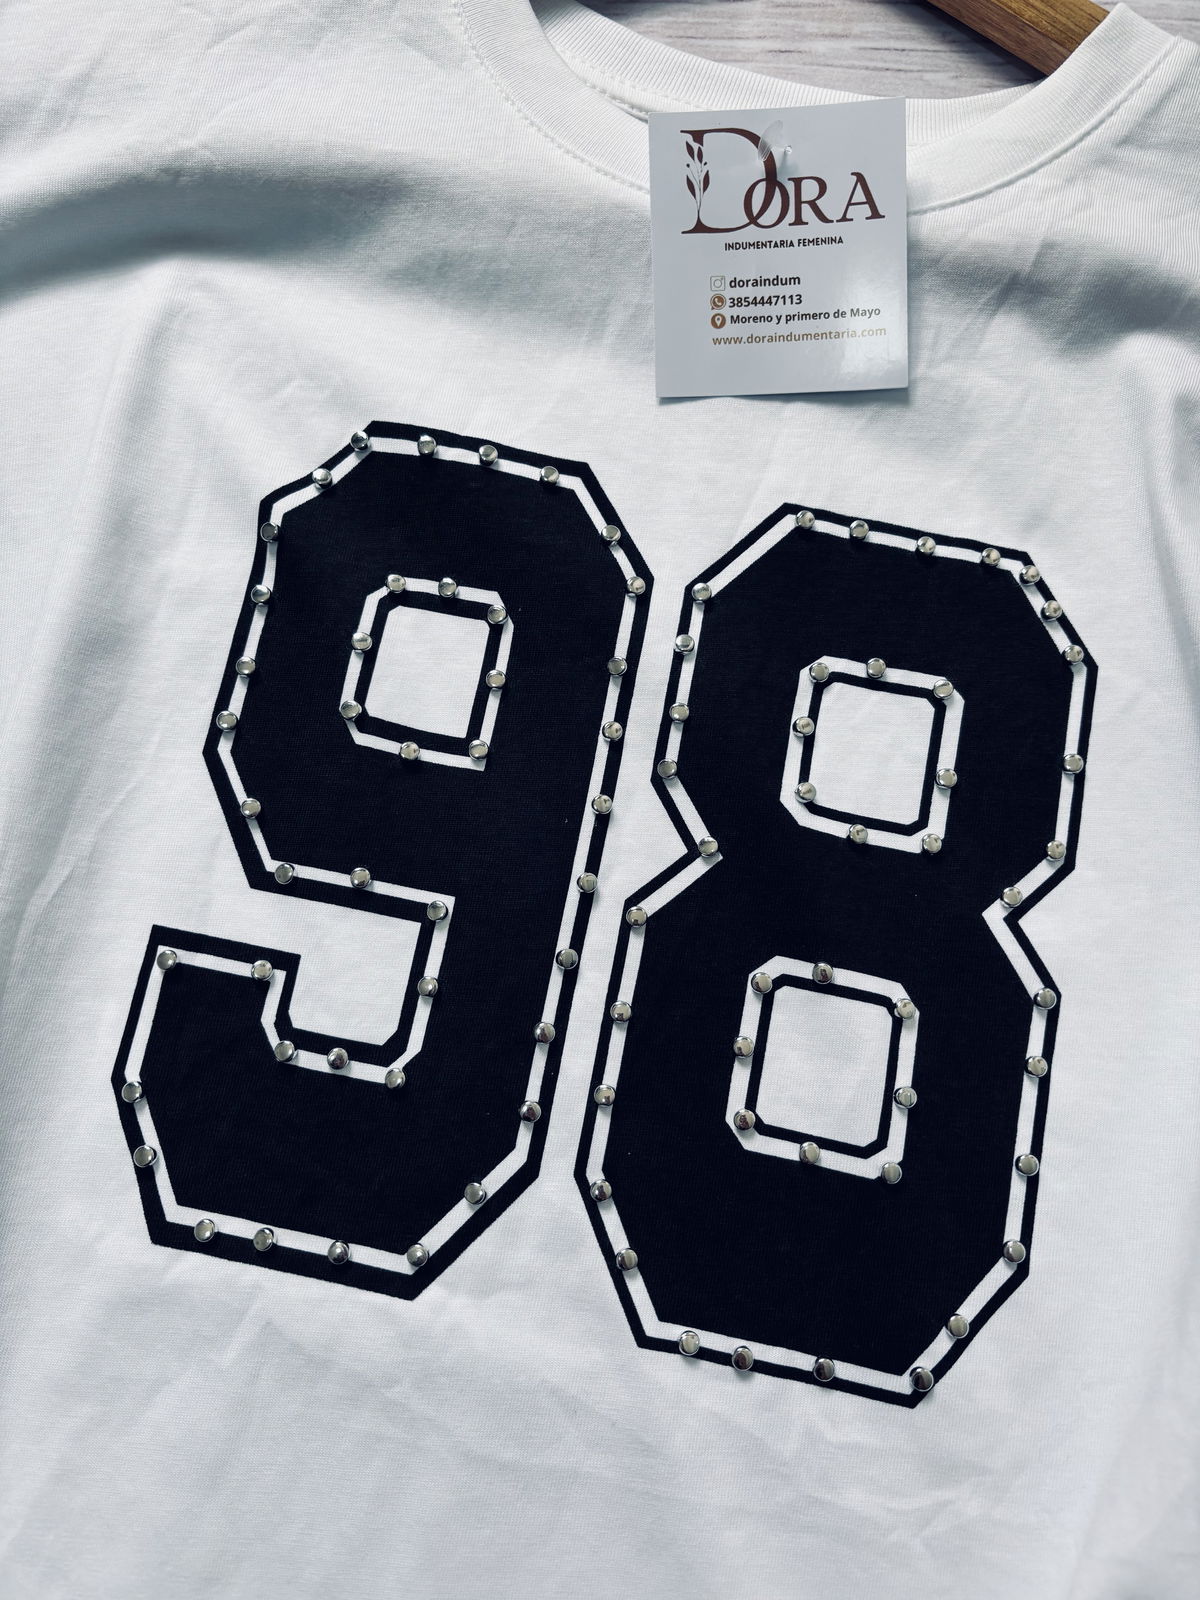 DORA
INDUMENTARIA FEMENINA
doraindum
3854447113
Moreno y primero de Mayo
www.doraindumentaria.com
98